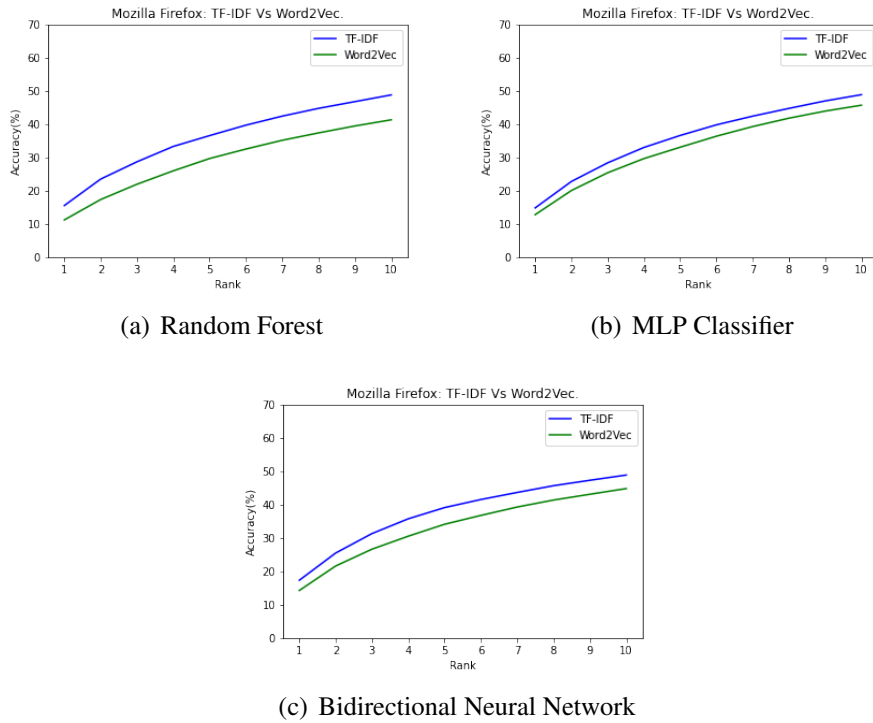 Mozilla Firefox: TF-IDF Vs Word2Vec.
70
60
50
40
30
20
10
0
Accuracy(%)
TF-IDF
Word2Vec
1 2 3 4 5 6 7 8 9 10
Rank
(a) Random Forest
Mozilla Firefox: TF-IDF Vs Word2Vec.
70
60
50
40
30
20
10
0
Accuracy(%)
TF-IDF
Word2Vec
1 2 3 4 5 6 7 8 9 10
Rank
(b) MLP Classifier
Mozilla Firefox: TF-IDF Vs Word2Vec.
70
60
50
40
30
20
10
0
Accuracy(%)
TF-IDF
Word2Vec
1 2 3 4 5 6 7 8 9 10
Rank
(c) Bidirectional Neural Network